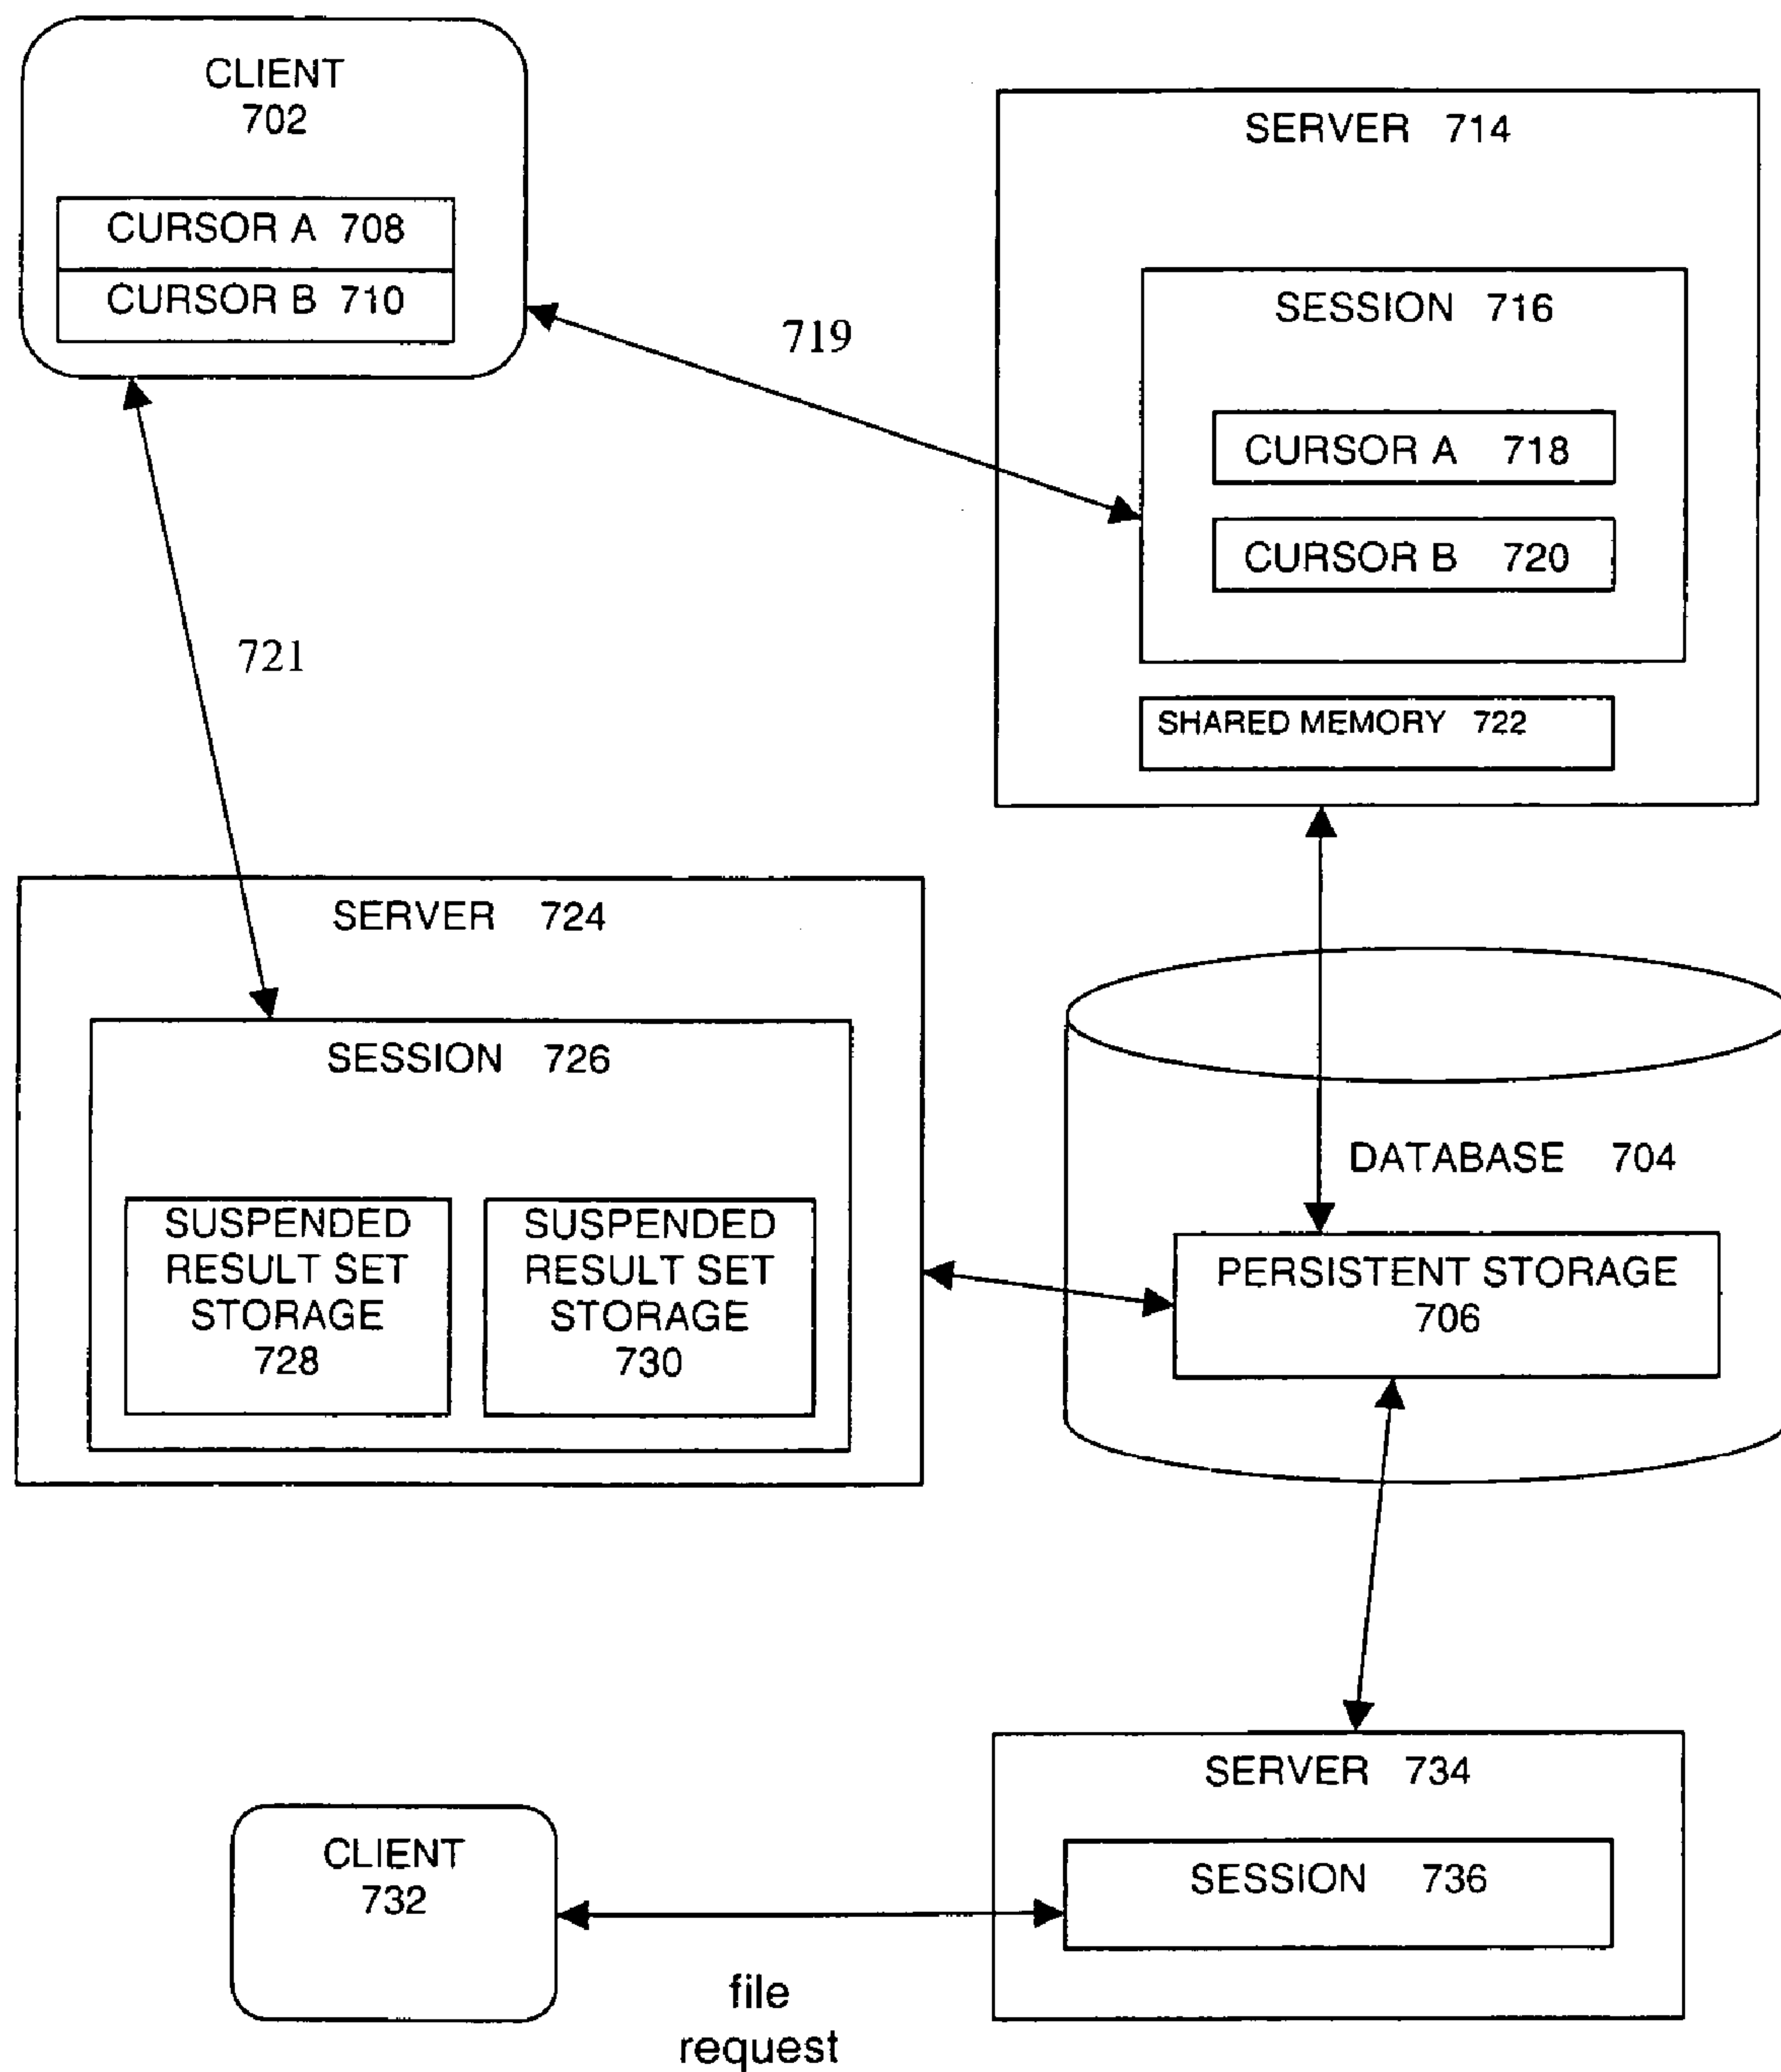 CLIENT
702
CURSOR A 708
CURSOR B 710
719
721
SERVER 714
SESSION 716
CURSOR A 718
CURSOR B 720
SHARED MEMORY 722
SERVER 724
SESSION 726
SUSPENDED
RESULT SET
STORAGE
728
SUSPENDED
RESULT SET
STORAGE
730
DATABASE 704
PERSISTENT STORAGE
706
SERVER 734
SESSION 736
CLIENT
732
file
request